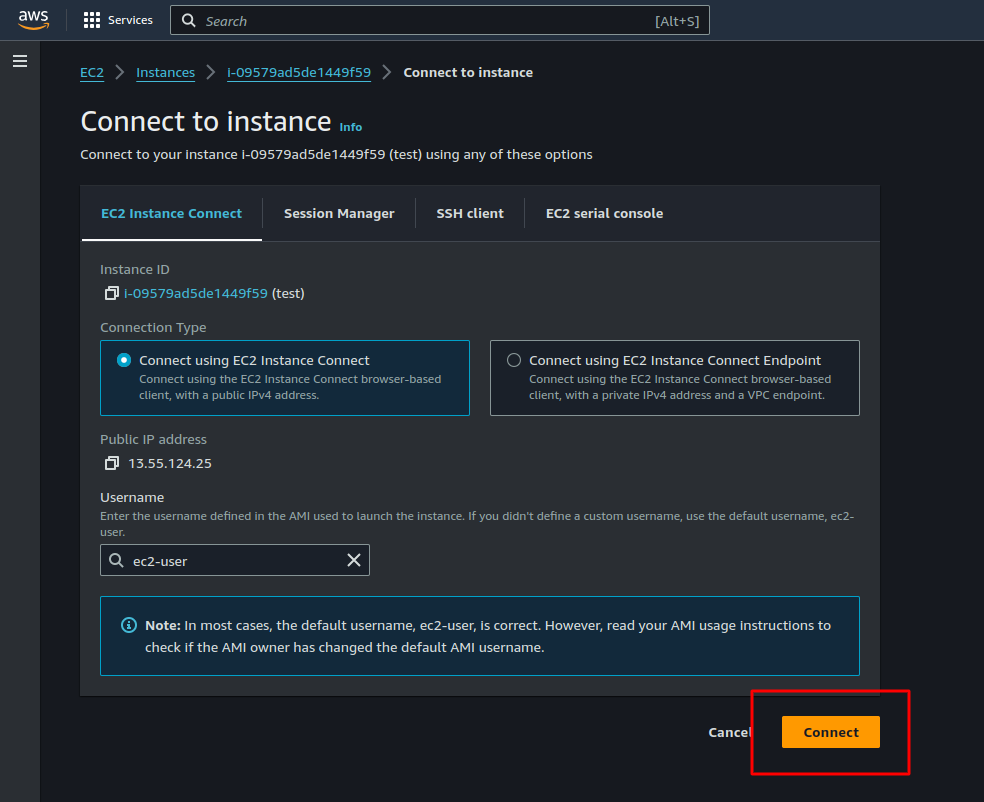 aws Services Search [Alt+S]
EC2 Instances i-09579ad5de1449f59 Connect to instance
Connect to instance Info
Connect to your instance i-09579ad5de1449f59 (test) using any of these options
EC2 Instance Connect Session Manager SSH client EC2 serial console
Instance ID
i-09579ad5de1449f59 (test)
Connection Type
Connect using EC2 Instance Connect
Connect using the EC2 Instance Connect browser-based
client, with a public IPv4 address.
Connect using EC2 Instance Connect Endpoint
Connect using the EC2 Instance Connect browser-based
client, with a private IPv4 address and a VPC endpoint.
Public IP address
13.55.124.25
Username
Enter the username defined in the AMI used to launch the instance. If you didn't define a custom username, use the default username, ec2-
user.
ec2-user
Note: In most cases, the default username, ec2-user, is correct. However, read your AMI usage instructions to
check if the AMI owner has changed the default AMI username.
Cancel Connect